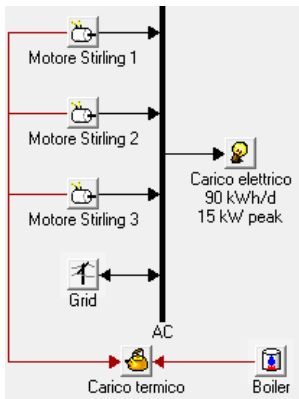 Motore Stirling 1
Motore Stirling 2
Carico elettrico
90 kWh/d
15 kW peak
Motore Stirling 3
Grid
AC
Carico termico
Boiler